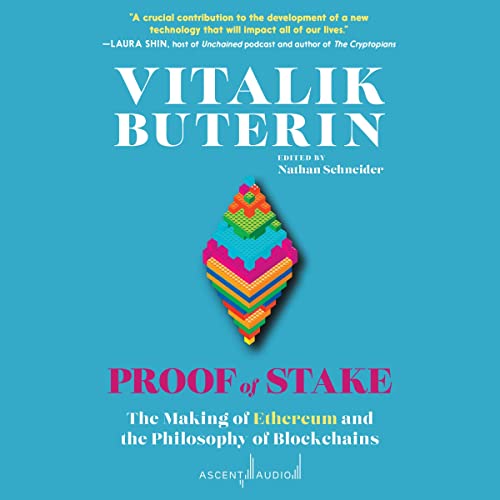 "A crucial contribution to the development of a new
technology that will impact all of our lives."
—LAURA SHIN, host of Unchained podcast and author of The Cryptopians
VITALIK
BUTERIN
EDITED BY
Nathan Schneider
PROOF of STAKE
The Making of Ethereum and
the Philosophy of Blockchains
ASCENT AUDIO